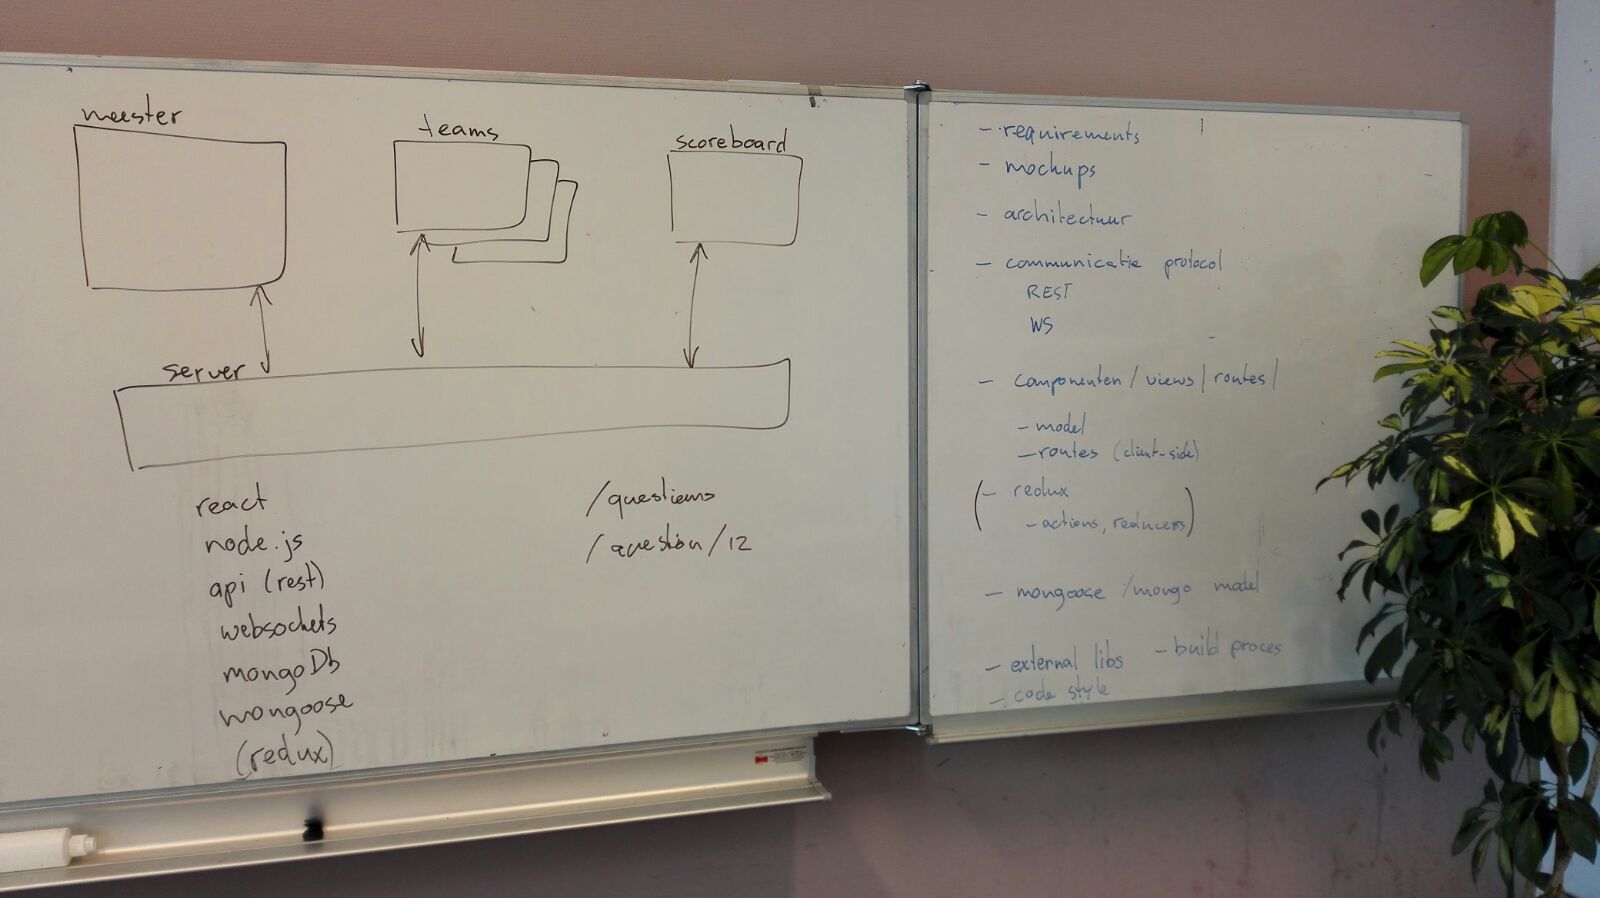 meester
teams
scoreboard
server
react
node.js
api (rest)
websockets
mongoDb
mongoose
(redux)
/questions
/question/12
- requirements
- mockups
- architectuur
- communicatie protocol
REST
WS
- componenten / views / routes /
- model
- routes (client-side)
(- redux
- actions, reducers)
- mongoose / mongo model
- external libs - build proces
- code style